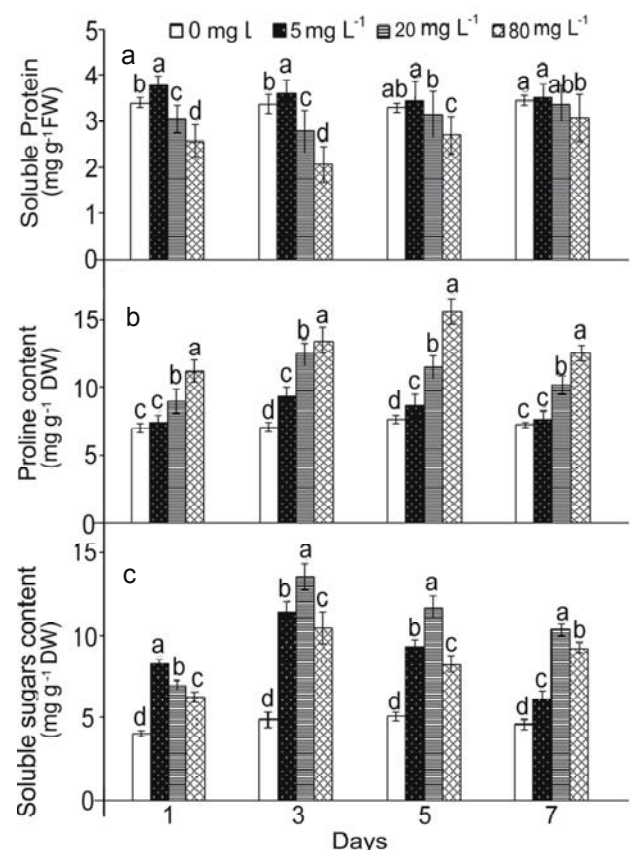 0 mg L 5 mg L⁻¹ 20 mg L⁻¹ 80 mg L⁻¹
a
Soluble Protein
(mg g⁻¹FW)
5
4
3
2
1
0
b a c d
b a c d
ab a b c
a a ab b
b
Proline content
(mg g⁻¹ DW)
15
10
5
0
c c b a
d c b a
d c b a
c c b a
c
Soluble sugars content
(mg g⁻¹ DW)
15
10
5
0
d a b c
d b a c
d b a c
d c a b
1 3 5 7
Days